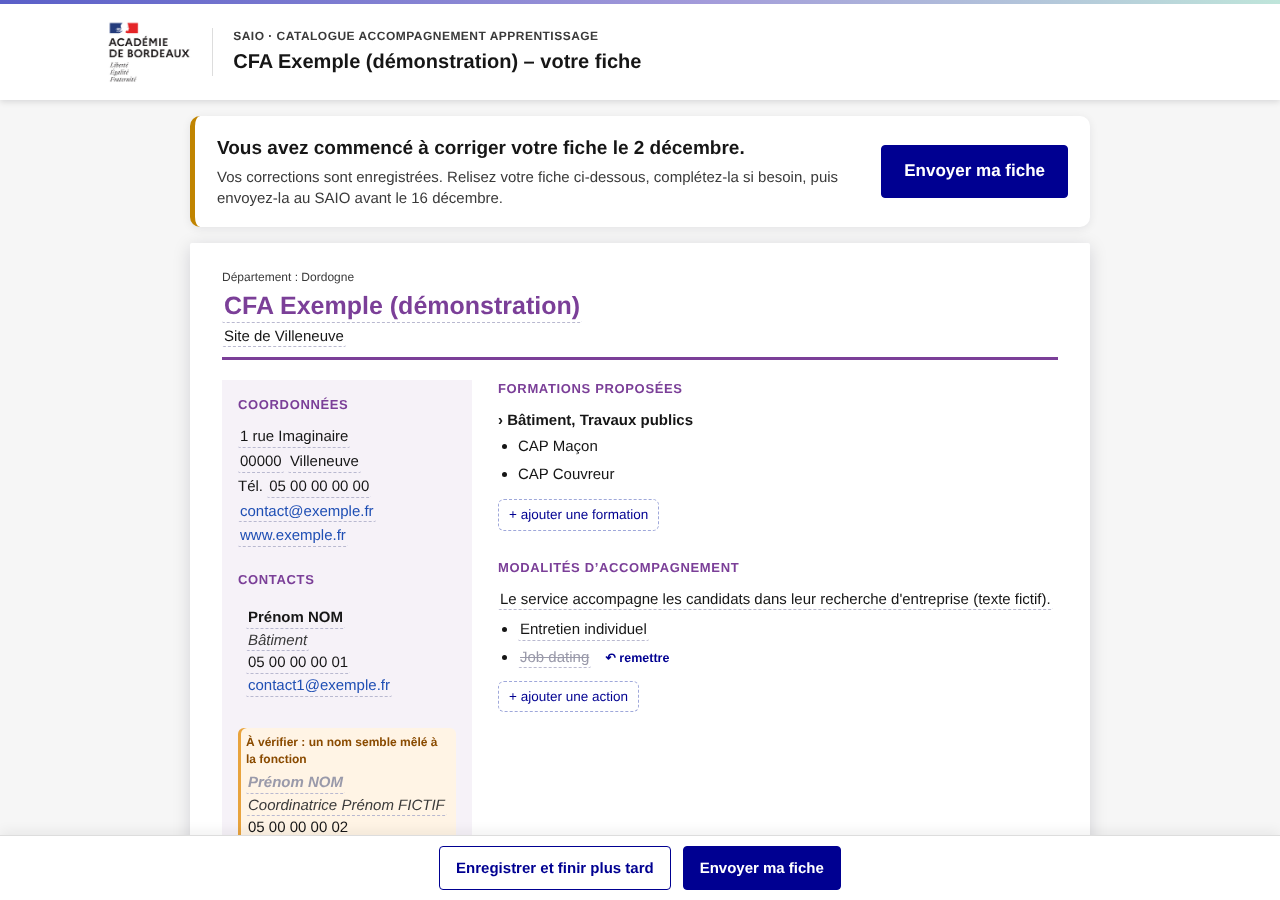 ACADÉMIE
DE BORDEAUX
Liberté
Égalité
Fraternité
SAIO · CATALOGUE ACCOMPAGNEMENT APPRENTISSAGE
CFA Exemple (démonstration) – votre fiche
Vous avez commencé à corriger votre fiche le 2 décembre.
Vos corrections sont enregistrées. Relisez votre fiche ci-dessous, complétez-la si besoin, puis
envoyez-la au SAIO avant le 16 décembre.
Envoyer ma fiche
Département : Dordogne
CFA Exemple (démonstration)
Site de Villeneuve
COORDONNÉES
1 rue Imaginaire
00000 Villeneuve
Tél. 05 00 00 00 00
contact@exemple.fr
www.exemple.fr
CONTACTS
Prénom NOM
Bâtiment
05 00 00 00 01
contact1@exemple.fr
À vérifier : un nom semble mêlé à
la fonction
Prénom NOM
Coordinatrice Prénom FICTIF
05 00 00 00 02
FORMATIONS PROPOSÉES
› Bâtiment, Travaux publics
• CAP Maçon
• CAP Couvreur
+ ajouter une formation
MODALITÉS D’ACCOMPAGNEMENT
Le service accompagne les candidats dans leur recherche d'entreprise (texte fictif).
• Entretien individuel
• Job dating ↶ remettre
+ ajouter une action
Enregistrer et finir plus tard
Envoyer ma fiche